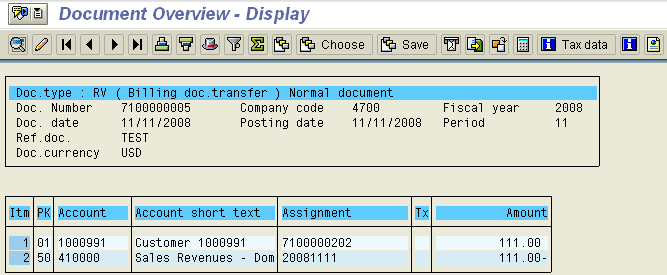 Document Overview - Display
Choose Save Tax data
Doc.type : RV ( Billing doc.transfer ) Normal document
Doc. Number 7100000005 Company code 4700 Fiscal year 2008
Doc. date 11/11/2008 Posting date 11/11/2008 Period 11
Ref.doc. TEST
Doc.currency USD
Itm PK Account Account short text Assignment Tx Amount
1 01 1000991 Customer 1000991 7100000202 111.00
2 50 410000 Sales Revenues - Dom 20081111 111.00-